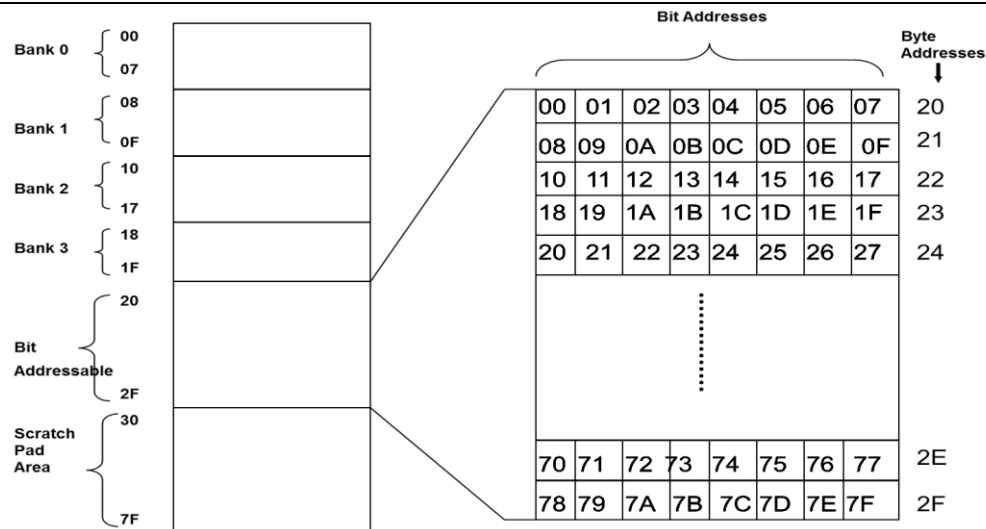 Bit Addresses
Byte
Addresses
Bank 0
00
07
Bank 1
08
0F
Bank 2
10
17
Bank 3
18
1F
Bit
Addressable
20
2F
Scratch
Pad
Area
30
7F
00 01 02 03 04 05 06 07 20
08 09 0A 0B 0C 0D 0E 0F 21
10 11 12 13 14 15 16 17 22
18 19 1A 1B 1C 1D 1E 1F 23
20 21 22 23 24 25 26 27 24
70 71 72 73 74 75 76 77 2E
78 79 7A 7B 7C 7D 7E 7F 2F